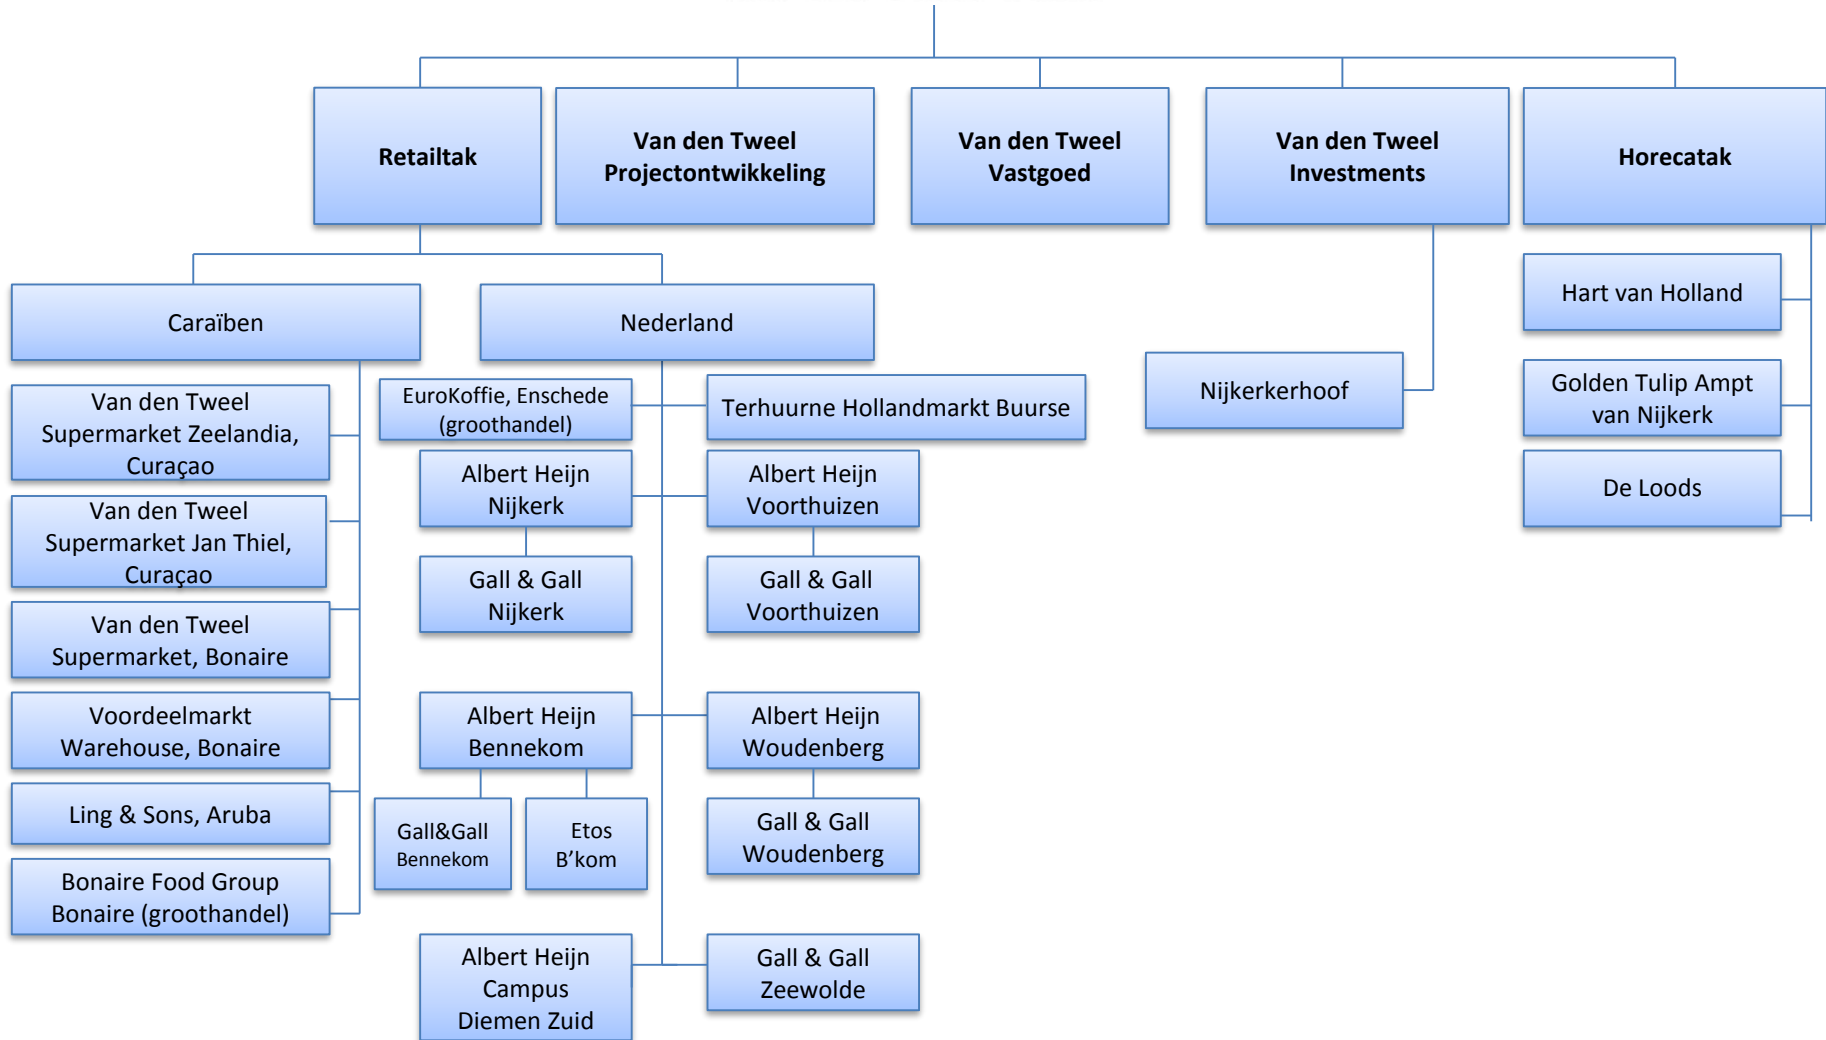 Retailtak
Van den Tweel
Projectontwikkeling
Van den Tweel
Vastgoed
Van den Tweel
Investments
Horecatak
Caraïben
Nederland
Hart van Holland
Golden Tulip Ampt
van Nijkerk
De Loods
Nijkerkerhoof
Van den Tweel
Supermarket Zeelandia,
Curaçao
Van den Tweel
Supermarket Jan Thiel,
Curaçao
Van den Tweel
Supermarket, Bonaire
Voordeelmarkt
Warehouse, Bonaire
Ling & Sons, Aruba
Bonaire Food Group
Bonaire (groothandel)
EuroKoffie, Enschede
(groothandel)
Terhuurne Hollandmarkt Buurse
Albert Heijn
Nijkerk
Albert Heijn
Voorthuizen
Gall & Gall
Nijkerk
Gall & Gall
Voorthuizen
Albert Heijn
Bennekom
Albert Heijn
Woudenberg
Gall&Gall
Bennekom
Etos
B’kom
Gall & Gall
Woudenberg
Albert Heijn
Campus
Diemen Zuid
Gall & Gall
Zeewolde